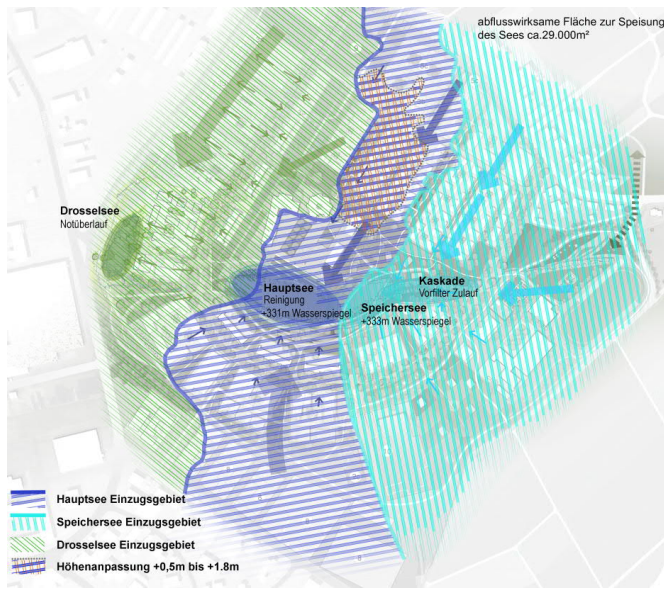 abflusswirksame Fläche zur Speisung
des Sees ca.29.000m²
Drosselsee
Notüberlauf
Hauptsee
Reinigung
+331m Wasserspiegel
Kaskade
Vorfilter Zulauf
Speichersee
+333m Wasserspiegel
Hauptsee Einzugsgebiet
Speichersee Einzugsgebiet
Drosselsee Einzugsgebiet
Höhenanpassung +0,5m bis +1.8m